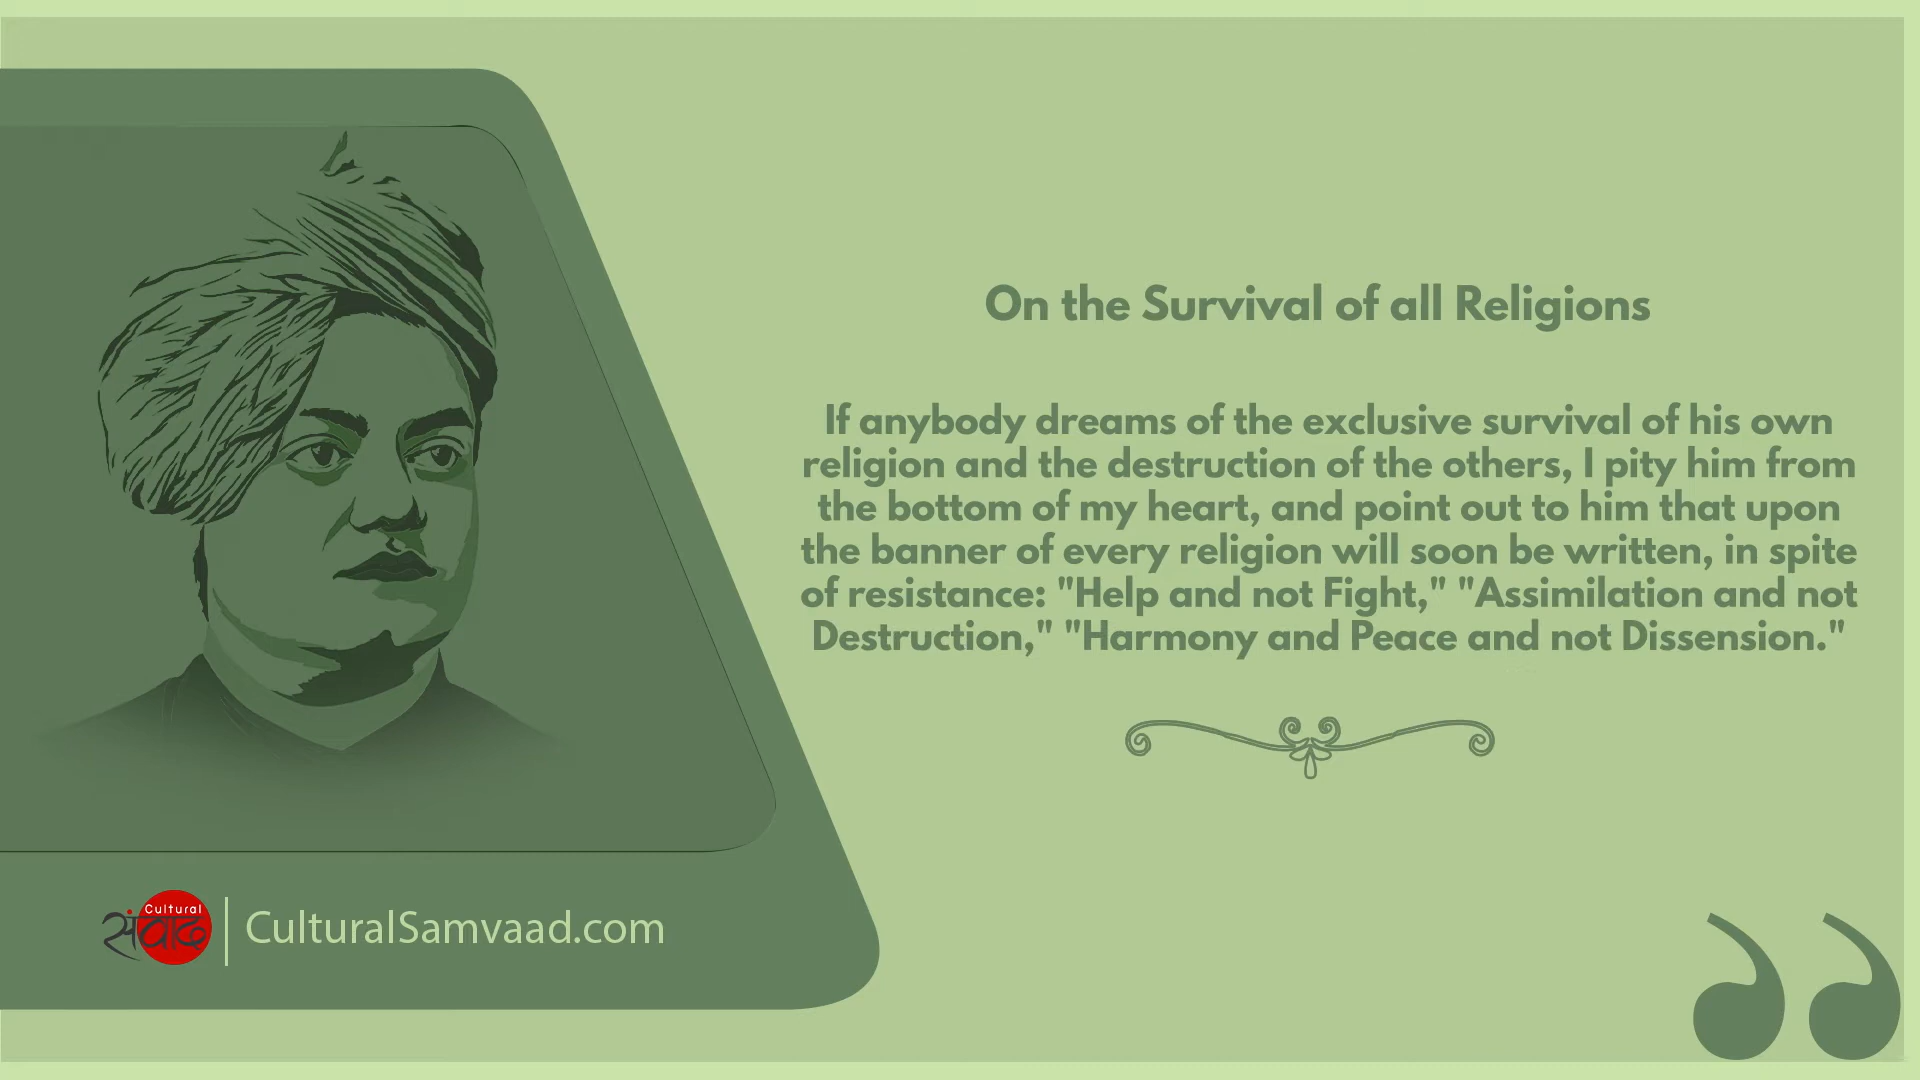 On the Survival of all Religions
If anybody dreams of the exclusive survival of his own
religion and the destruction of the others, I pity him from
the bottom of my heart, and point out to him that upon
the banner of every religion will soon be written, in spite
of resistance: "Help and not Fight," "Assimilation and not
Destruction," "Harmony and Peace and not Dissension."
Cultural
संवाद
CulturalSamvaad.com